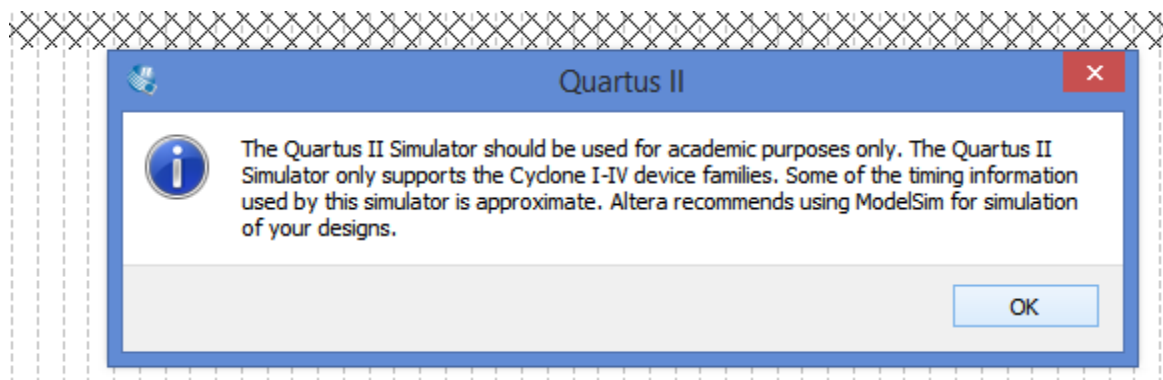 Quartus II
The Quartus II Simulator should be used for academic purposes only. The Quartus II
Simulator only supports the Cyclone I-IV device families. Some of the timing information
used by this simulator is approximate. Altera recommends using ModelSim for simulation
of your designs.
OK